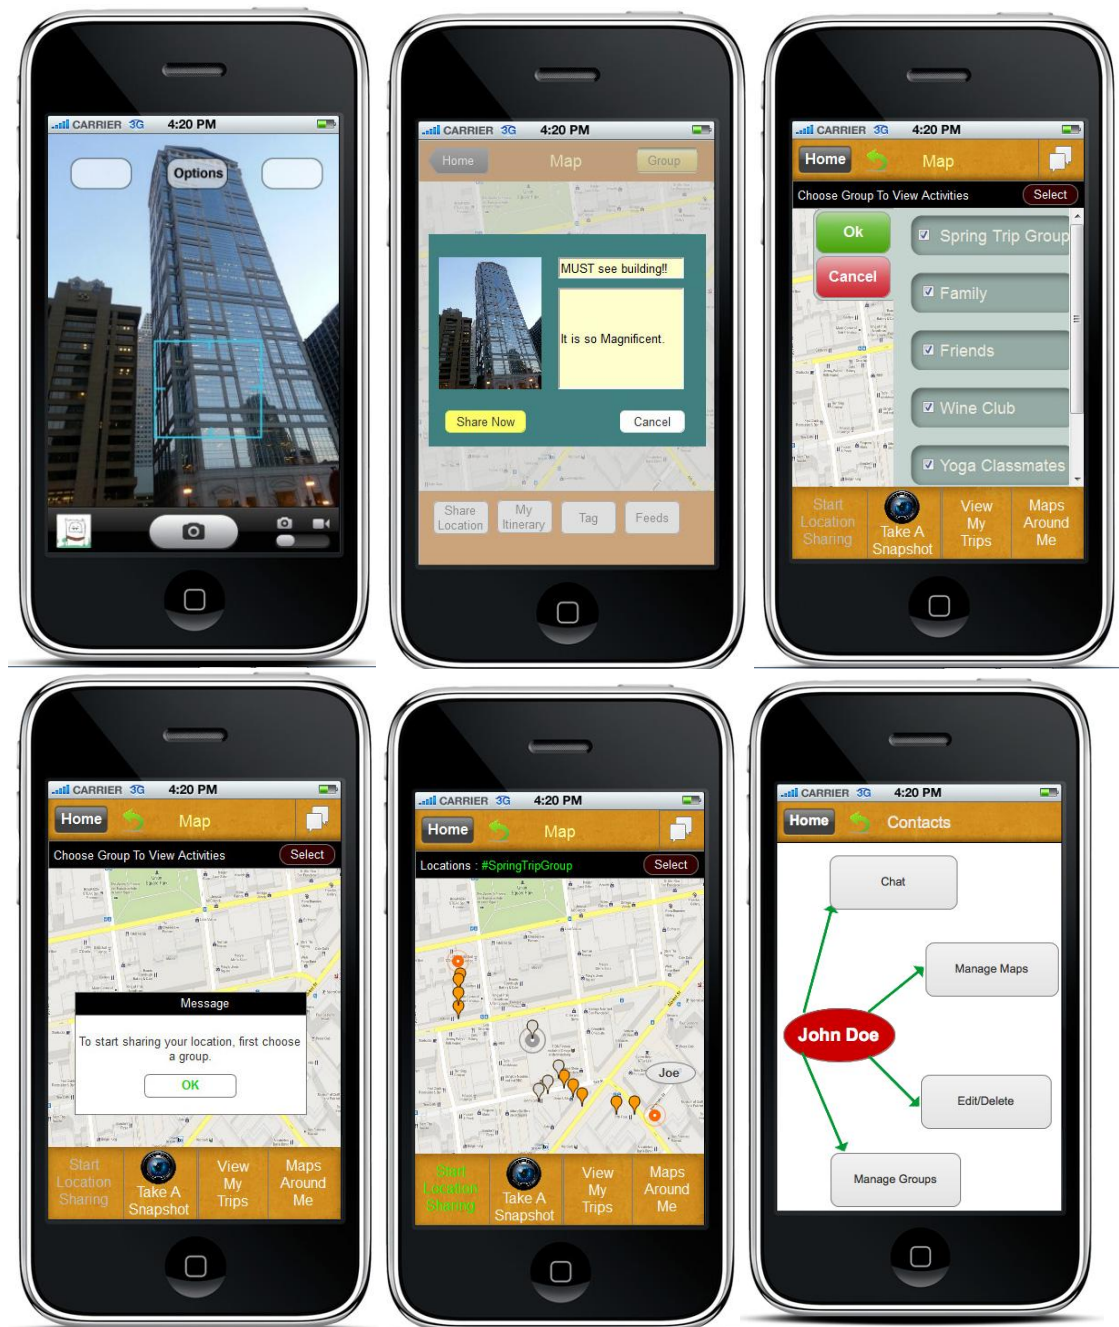 CARRIER 3G 4:20 PM
Options
CARRIER 3G 4:20 PM
Home Map Group
MUST see building!!
It is so Magnificent.
Share Now Cancel
Share Location My Itinerary Tag Feeds
CARRIER 3G 4:20 PM
Home Map
Choose Group To View Activities Select
Ok
Cancel
Spring Trip Group
Family
Friends
Wine Club
Yoga Classmates
Start Location Sharing Take A Snapshot View My Trips Maps Around Me
CARRIER 3G 4:20 PM
Home Map
Choose Group To View Activities Select
Message
To start sharing your location, first choose
a group.
OK
Start Location Sharing Take A Snapshot View My Trips Maps Around Me
CARRIER 3G 4:20 PM
Home Map
Locations : #SpringTripGroup Select
Joe
Start Location Sharing Take A Snapshot View My Trips Maps Around Me
CARRIER 3G 4:20 PM
Home Contacts
Chat
Manage Maps
John Doe
Edit/Delete
Manage Groups